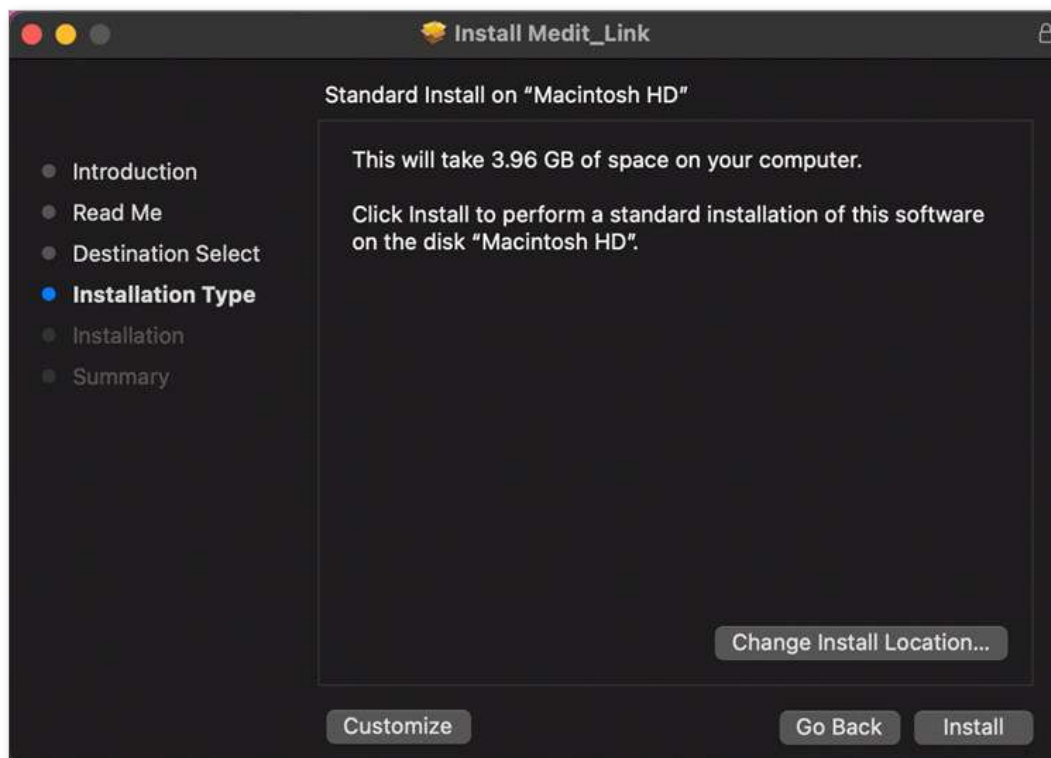 Install Medit_Link
Standard Install on “Macintosh HD”
Introduction
Read Me
Destination Select
Installation Type
Installation
Summary
This will take 3.96 GB of space on your computer.
Click Install to perform a standard installation of this software
on the disk “Macintosh HD”.
Change Install Location...
Customize
Go Back
Install